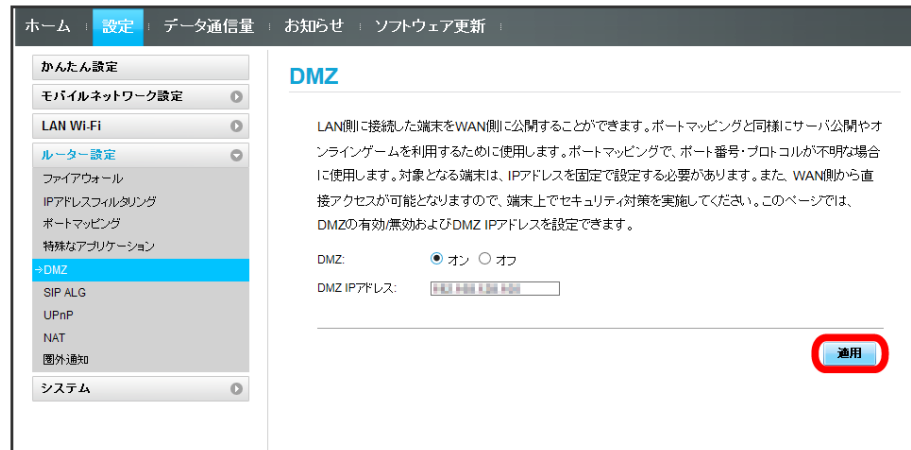 ホーム 設定 データ通信量 お知らせ ソフトウェア更新
かんたん設定
モバイルネットワーク設定
LAN Wi-Fi
ルーター設定
ファイアウォール
IPアドレスフィルタリング
ポートマッピング
特殊なアプリケーション
→DMZ
SIP ALG
UPnP
NAT
圏外通知
システム
DMZ
LAN側に接続した端末をWAN側に公開することができます。ポートマッピングと同様にサーバ公開やオ
ンラインゲームを利用するために使用します。ポートマッピングで、ポート番号・プロトコルが不明な場合
に使用します。対象となる端末は、IPアドレスを固定で設定する必要があります。また、WAN側から直
接アクセスが可能となりますので、端末上でセキュリティ対策を実施してください。このページでは、
DMZの有効/無効およびDMZ IPアドレスを設定できます。
DMZ: オン オフ
DMZ IPアドレス:
適用